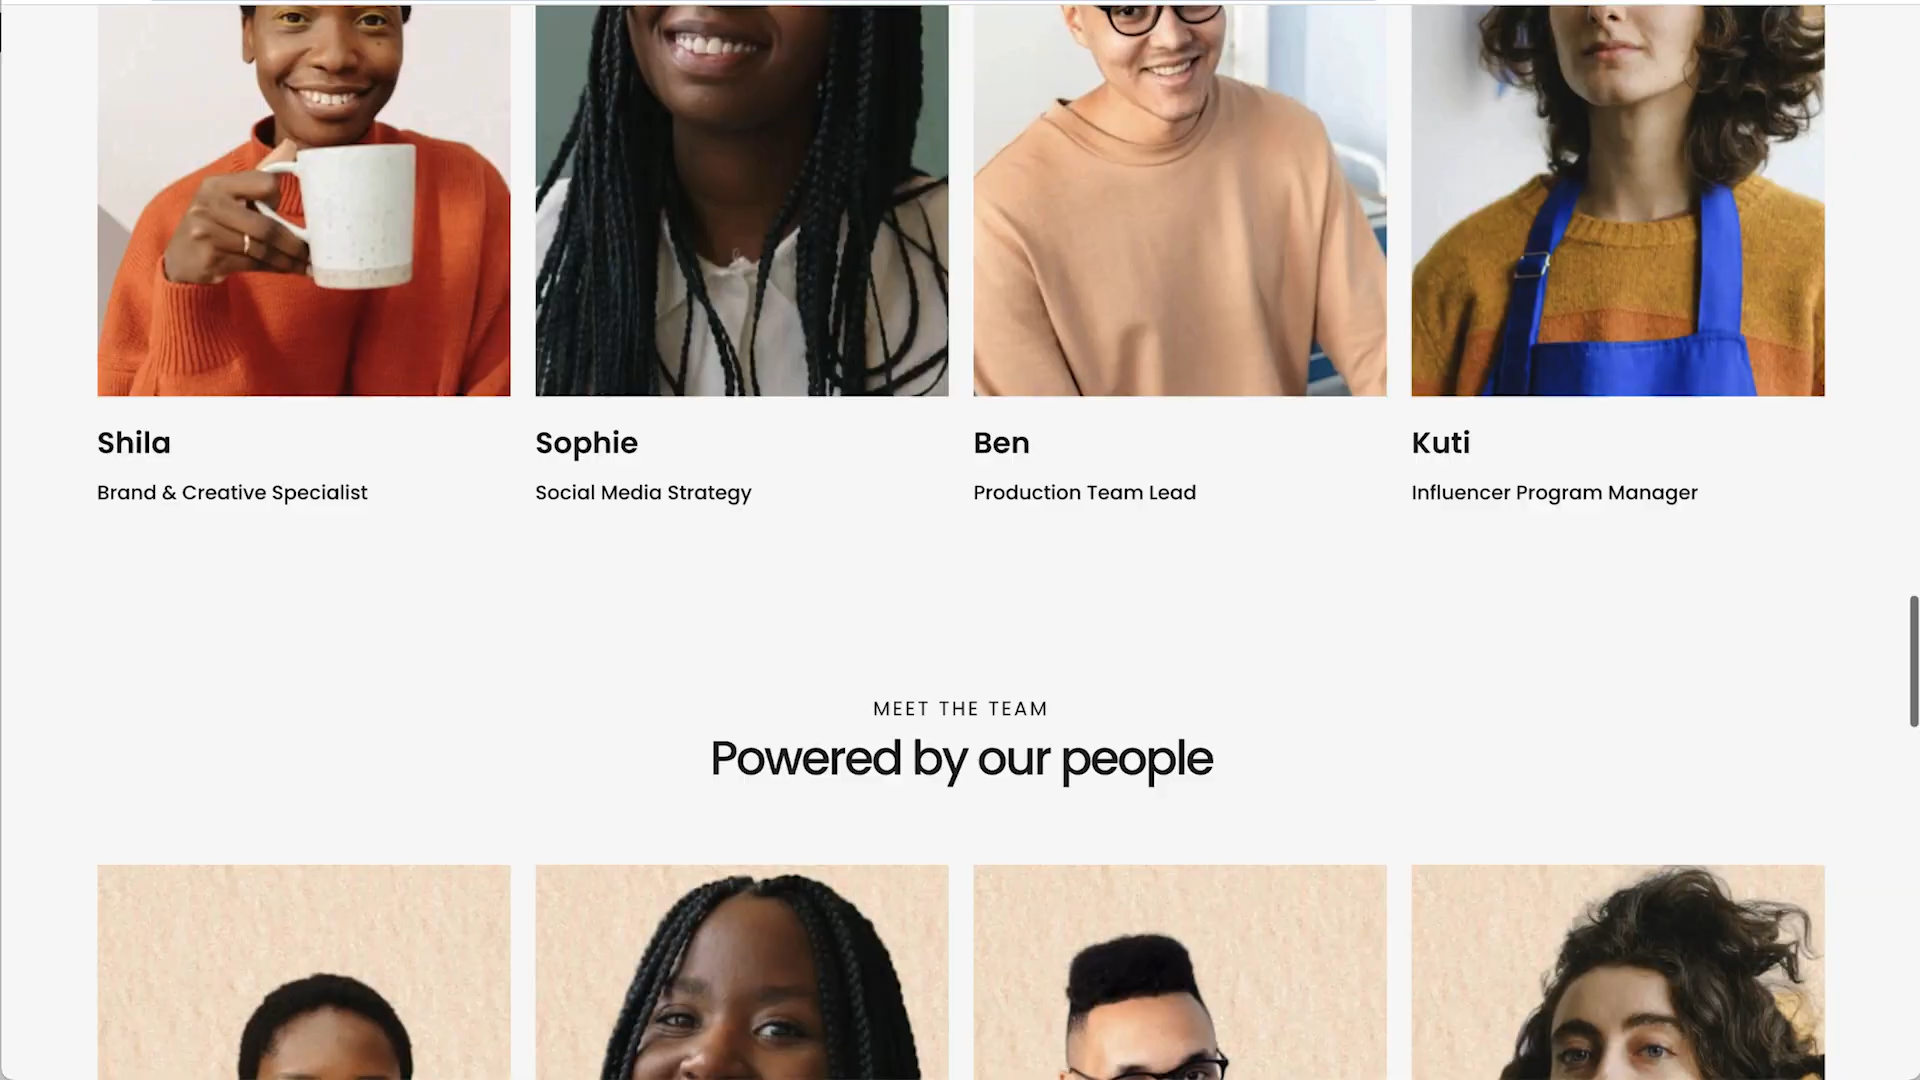 Shila
Brand & Creative Specialist
Sophie
Social Media Strategy
Ben
Production Team Lead
Kuti
Influencer Program Manager
MEET THE TEAM
Powered by our people